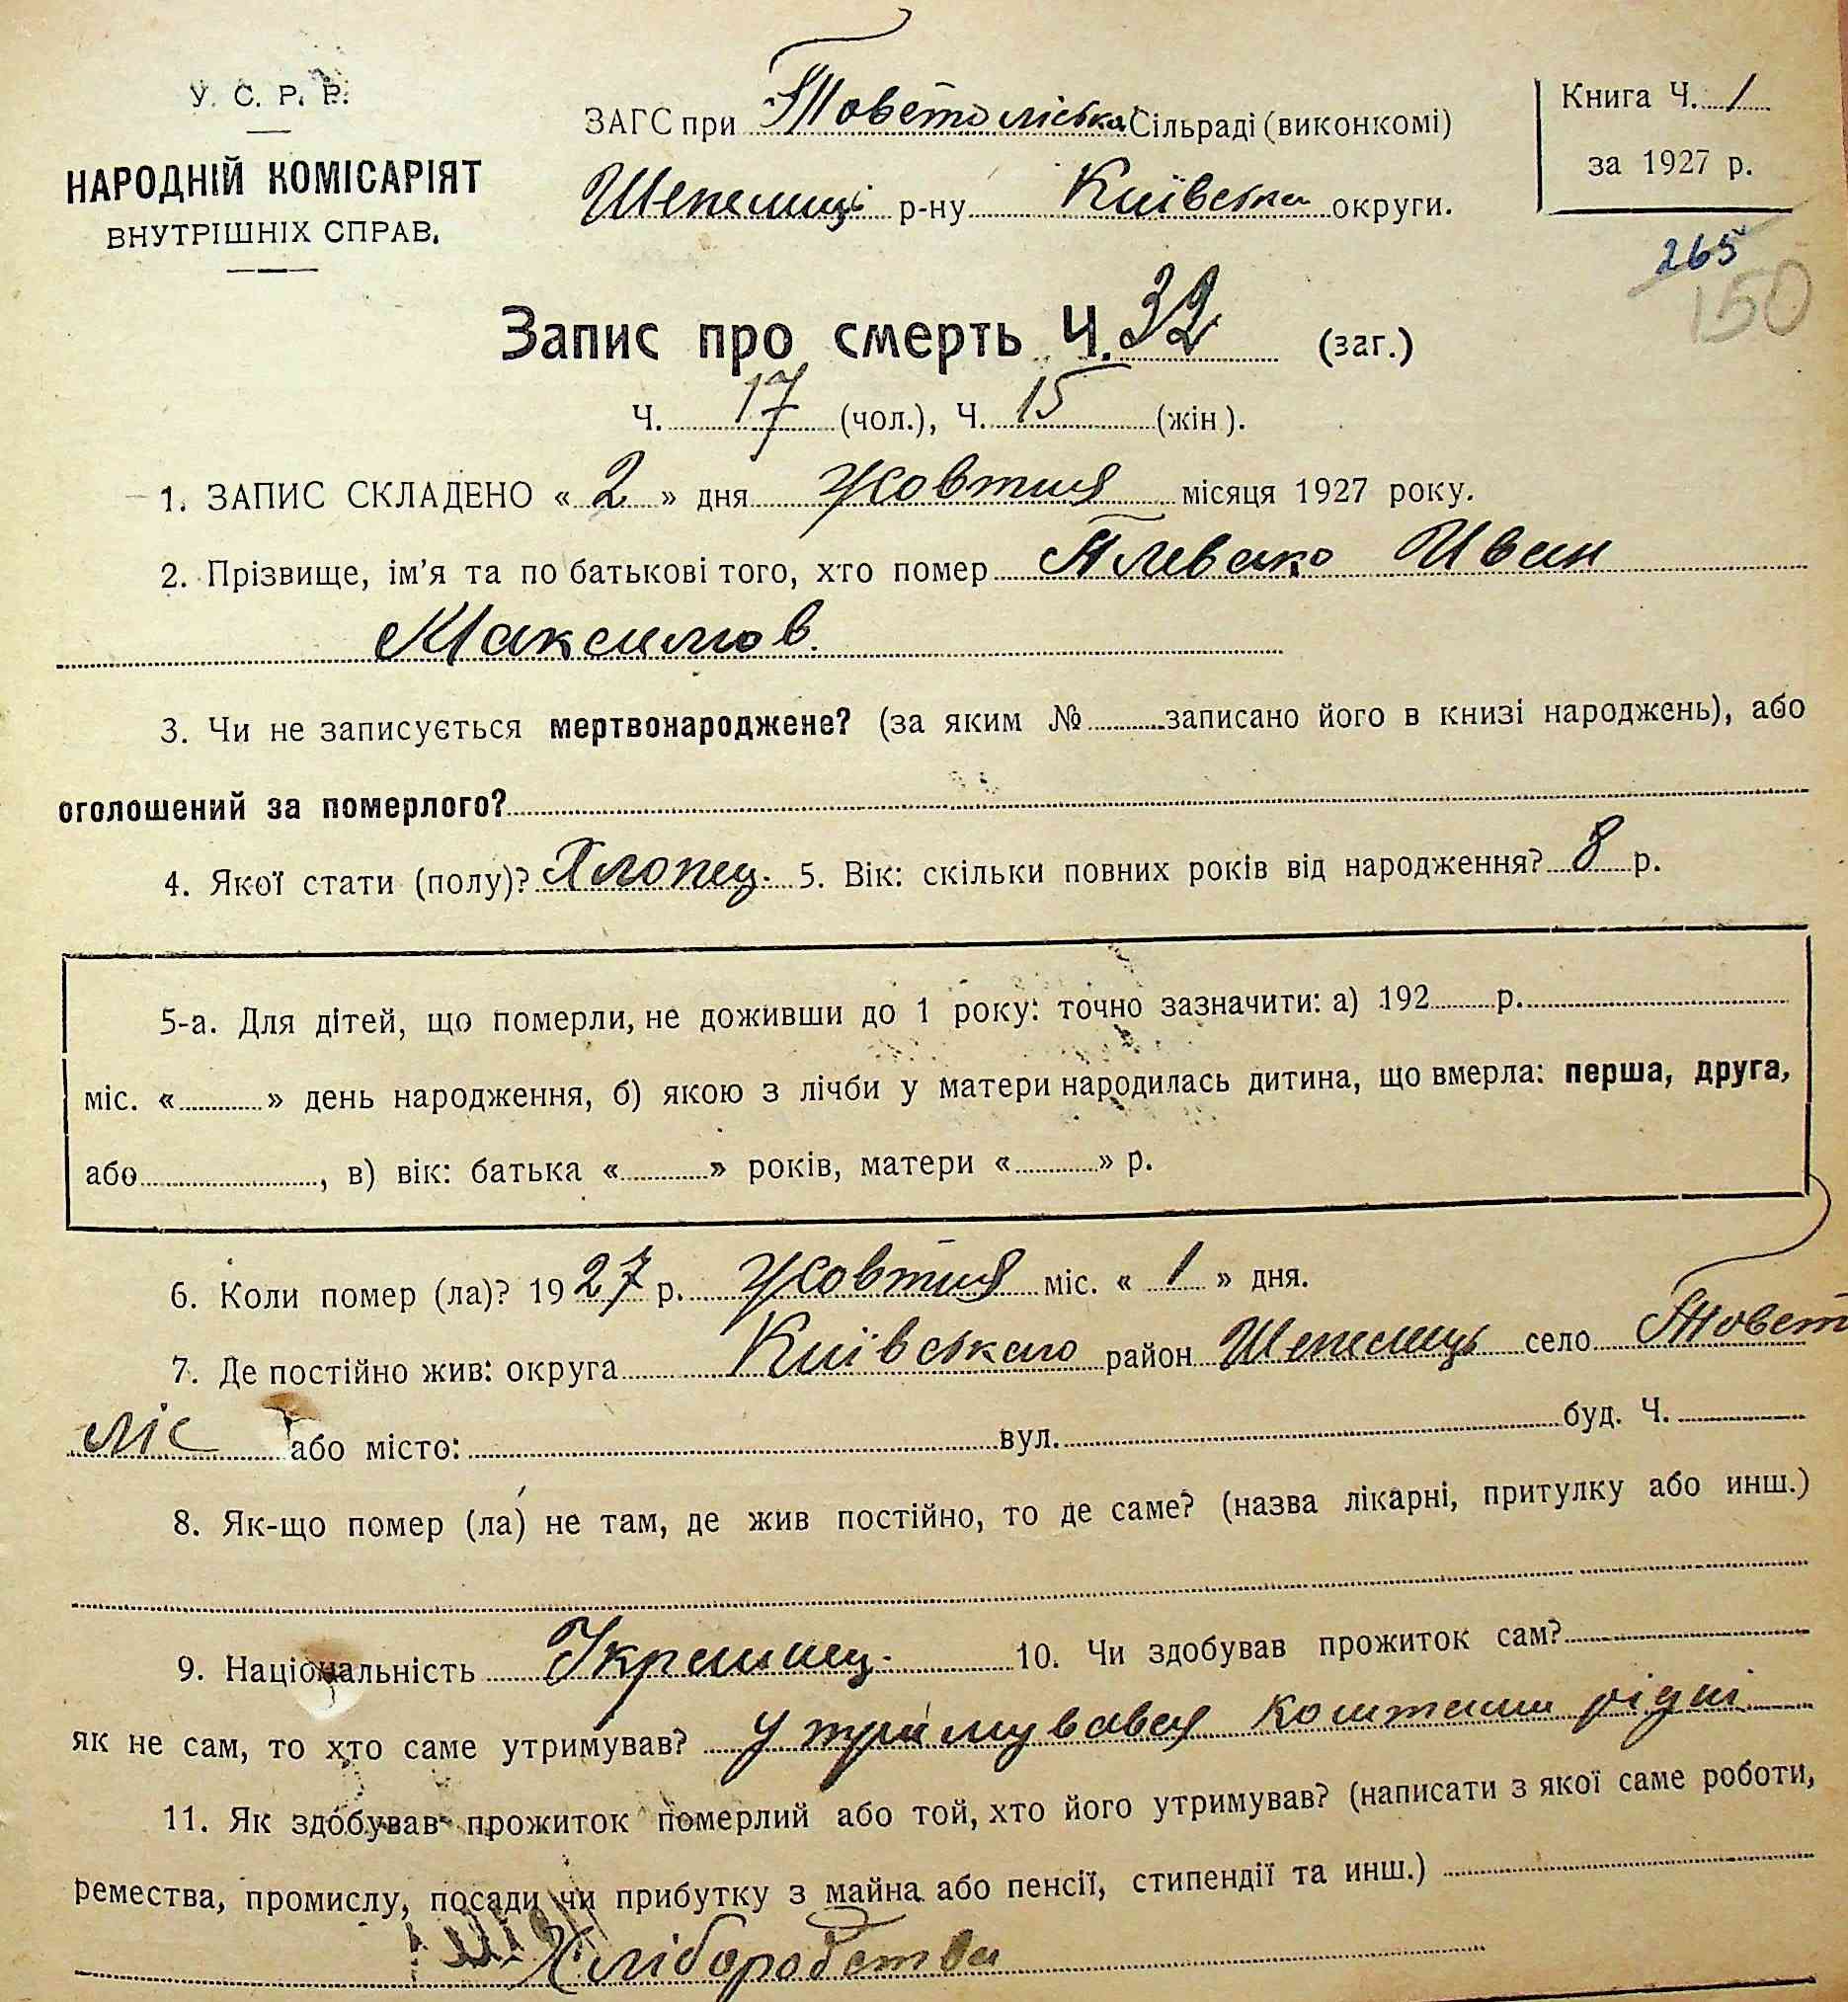 У. С. Р. Р.
НАРОДНІЙ КОМІСАРІЯТ
ВНУТРІШНІХ СПРАВ.
ЗАГС при Товстоліська Сільраді (виконкомі)
Шепелиці р-ну Київська округи.
Книга Ч. 1
за 1927 р.
265
150
Запис про смерть Ч. 32 (заг.)
Ч. 17 (чол.), Ч. 15 (жін).
1. ЗАПИС СКЛАДЕНО « 2 » дня Жовтня місяця 1927 року.
2. Прізвище, ім'я та по батькові того, хто помер Плевако Иван
Максимов.
3. Чи не записується мертвонароджене? (за яким № записано його в книзі народжень), або
оголошений за померлого?
4. Якої стати (полу)? Хлопец. 5. Вік: скільки повних років від народження? 8 р.
5-а. Для дітей, що померли, не доживши до 1 року: точно зазначити: а) 192 р.
міс. « » день народження, б) якою з лічби у матери народилась дитина, що вмерла: перша, друга,
або , в) вік: батька « » років, матери « » р.
6. Коли помер (ла)? 1927 р. Жовтня міс. « 1 » дня.
7. Де постійно жив: округа Київського район Шепелиць село Товст
ліс або місто: вул. буд. Ч.
8. Як-що помер (ла) не там, де жив постійно, то де саме? (назва лікарні, притулку або инш.)
9. Національність Украинец. 10. Чи здобував прожиток сам?
як не сам, то хто саме утримував? утримувався коштами рідні
11. Як здобував прожиток померлий або той, хто його утримував? (написати з якої саме роботи,
ремества, промислу, посади чи прибутку з майна або пенсії, стипендії та инш.)
Хліборобства